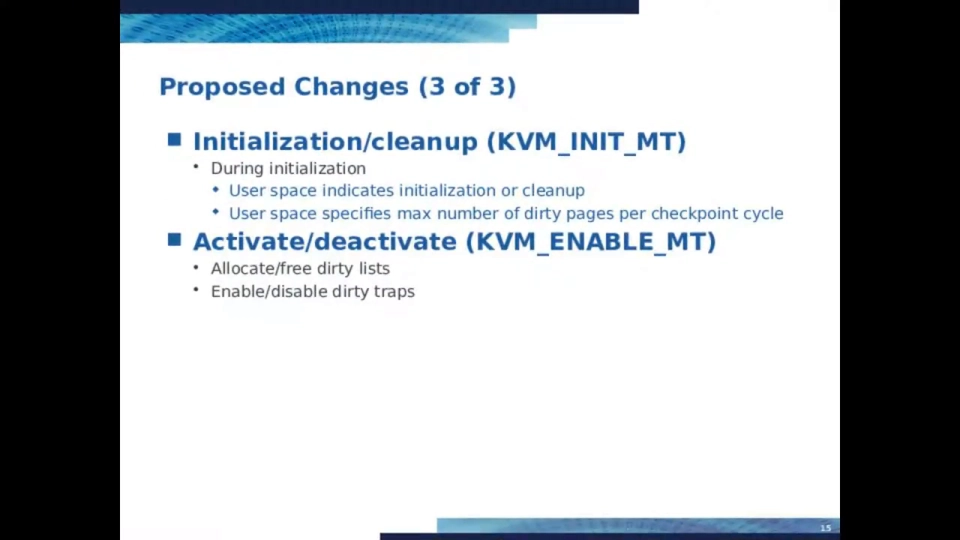 Proposed Changes (3 of 3)
Initialization/cleanup (KVM_INIT_MT)
During initialization
User space indicates initialization or cleanup
User space specifies max number of dirty pages per checkpoint cycle
Activate/deactivate (KVM_ENABLE_MT)
Allocate/free dirty lists
Enable/disable dirty traps
15